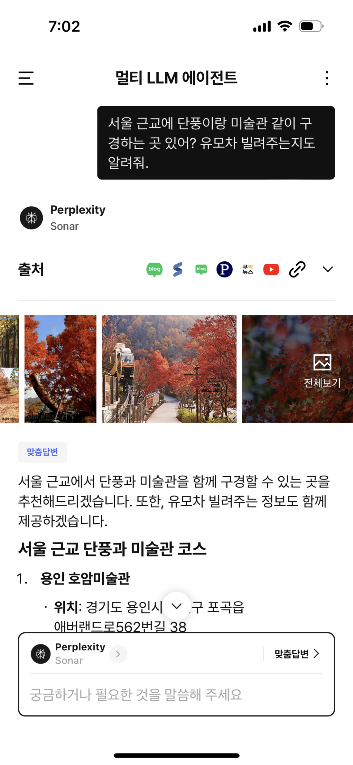 7:02
멀티 LLM 에이전트
서울 근교에 단풍이랑 미술관 같이 구
경하는 곳 있어? 유모차 빌려주는지도
알려줘.
Perplexity
Sonar
출처
blog
blog
P
전체보기
맞춤답변
서울 근교에서 단풍과 미술관을 함께 구경할 수 있는 곳을
추천해드리겠습니다. 또한, 유모차 빌려주는 정보도 함께
제공하겠습니다.
서울 근교 단풍과 미술관 코스
1. 용인 호암미술관
· 위치: 경기도 용인시 구 포곡읍
애버랜드로562번길 38
Perplexity
Sonar
맞춤답변
궁금하거나 필요한 것을 말씀해 주세요